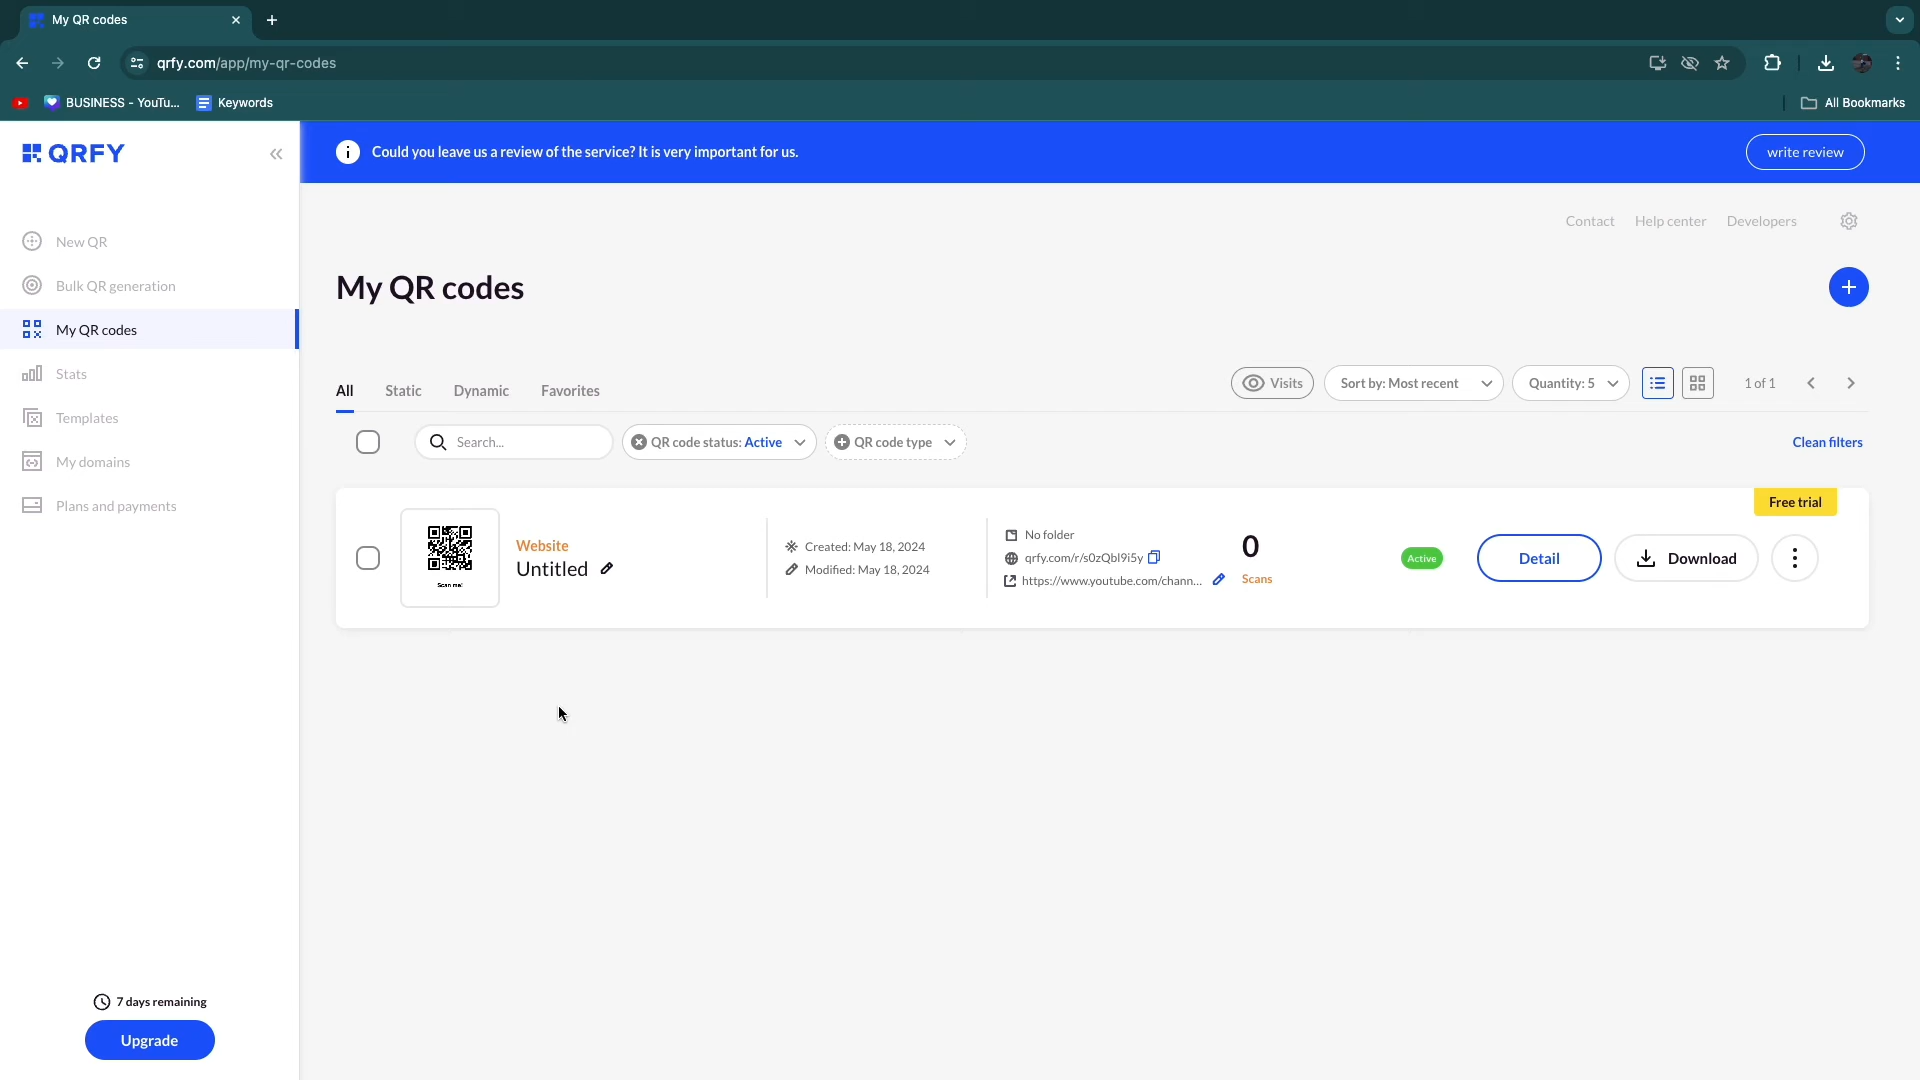 My QR codes
qrfy.com/app/my-qr-codes
BUSINESS - YouTu...
Keywords
All Bookmarks
QRFY
Could you leave us a review of the service? It is very important for us.
write review
Contact
Help center
Developers
New QR
Bulk QR generation
My QR codes
Stats
Templates
My domains
Plans and payments
My QR codes
All
Static
Dynamic
Favorites
Visits
Sort by: Most recent
Quantity: 5
1 of 1
Search...
QR code status: Active
QR code type
Clean filters
Free trial
Scan me!
Website
Untitled
Created: May 18, 2024
Modified: May 18, 2024
No folder
qrfy.com/r/s0zQbl9i5y
https://www.youtube.com/chann...
0
Scans
Active
Detail
Download
7 days remaining
Upgrade